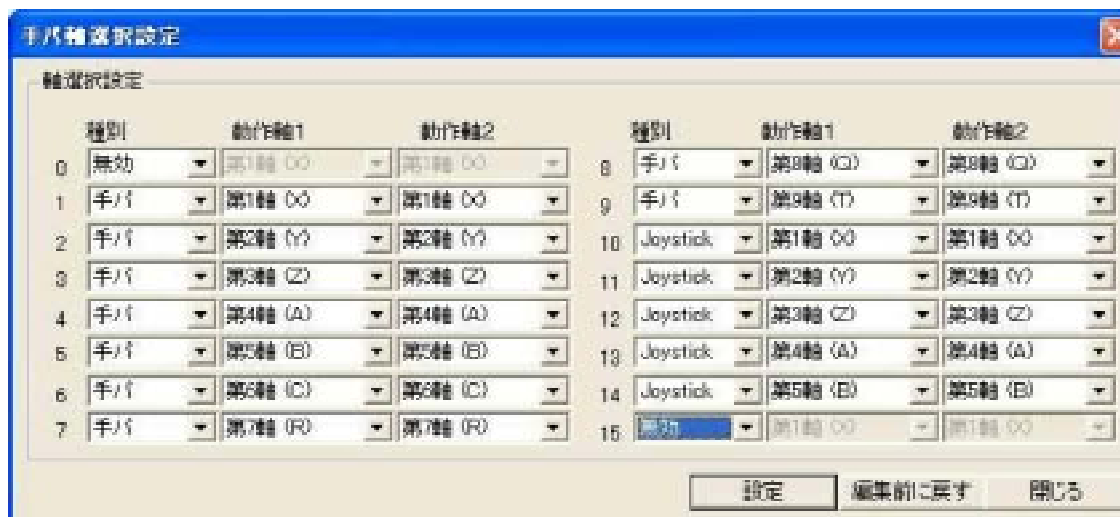 手パ軸選択設定
軸選択設定
種別 動作軸1 動作軸2 種別 動作軸1 動作軸2
0 無効 第1軸 (X) 第1軸 (X) 8 手パ 第8軸 (Q) 第8軸 (Q)
1 手パ 第1軸 (X) 第1軸 (X) 9 手パ 第9軸 (T) 第9軸 (T)
2 手パ 第2軸 (Y) 第2軸 (Y) 10 Joystick 第1軸 (X) 第1軸 (X)
3 手パ 第3軸 (Z) 第3軸 (Z) 11 Joystick 第2軸 (Y) 第2軸 (Y)
4 手パ 第4軸 (A) 第4軸 (A) 12 Joystick 第3軸 (Z) 第3軸 (Z)
5 手パ 第5軸 (B) 第5軸 (B) 13 Joystick 第4軸 (A) 第4軸 (A)
6 手パ 第6軸 (C) 第6軸 (C) 14 Joystick 第5軸 (B) 第5軸 (B)
7 手パ 第7軸 (R) 第7軸 (R) 15 無効 第1軸 (X) 第1軸 (X)
設定 編集前に戻す 閉じる